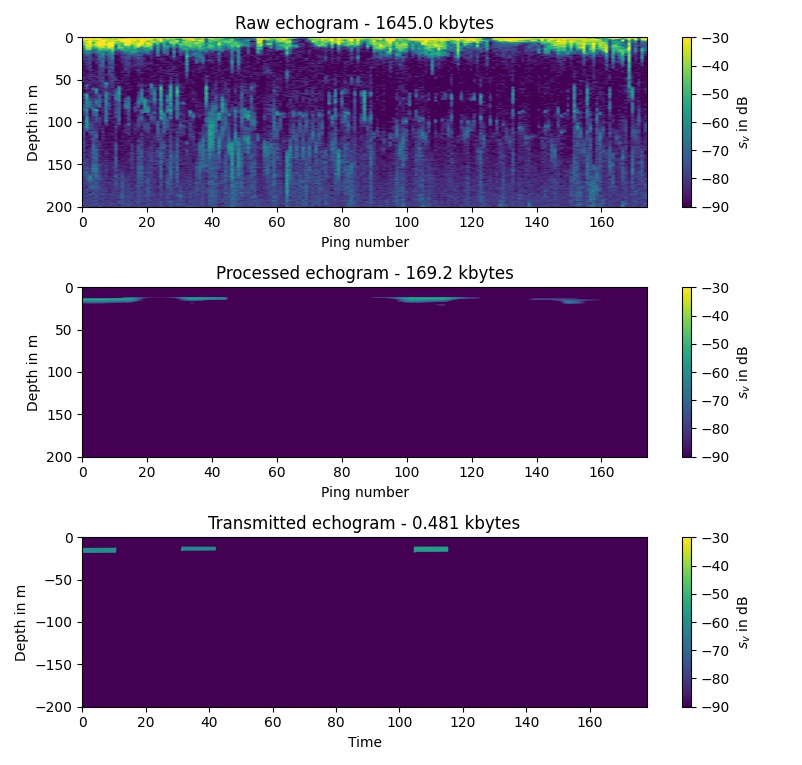 Raw echogram - 1645.0 kbytes
0
50
100
150
200
Depth in m
0 20 40 60 80 100 120 140 160
Ping number
−30
−40
−50
−60
−70
−80
−90
sᵥ in dB
Processed echogram - 169.2 kbytes
0
50
100
150
200
Depth in m
0 20 40 60 80 100 120 140 160
Ping number
−30
−40
−50
−60
−70
−80
−90
sᵥ in dB
Transmitted echogram - 0.481 kbytes
0
−50
−100
−150
−200
Depth in m
0 20 40 60 80 100 120 140 160
Time
−30
−40
−50
−60
−70
−80
−90
sᵥ in dB